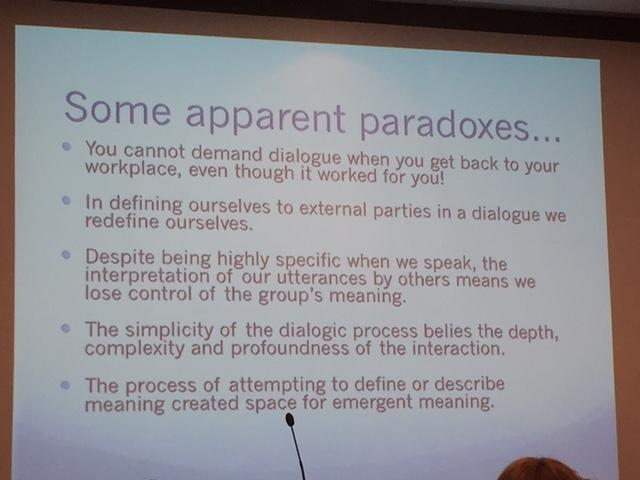 Some apparent paradoxes...
• You cannot demand dialogue when you get back to your
workplace, even though it worked for you!
• In defining ourselves to external parties in a dialogue we
redefine ourselves.
• Despite being highly specific when we speak, the
interpretation of our utterances by others means we
lose control of the group's meaning.
• The simplicity of the dialogic process belies the depth,
complexity and profoundness of the interaction.
• The process of attempting to define or describe
meaning created space for emergent meaning.